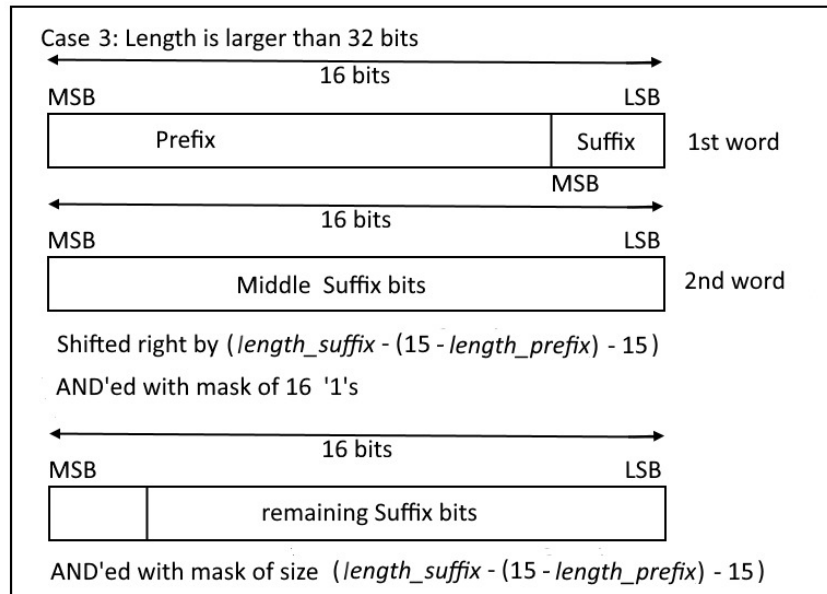 Case 3: Length is larger than 32 bits
16 bits
MSB LSB
Prefix Suffix 1st word
MSB
16 bits
MSB LSB
Middle Suffix bits 2nd word
Shifted right by (length_suffix - (15 - length_prefix) - 15)
AND'ed with mask of 16 '1's
16 bits
MSB LSB
remaining Suffix bits
AND'ed with mask of size (length_suffix - (15 - length_prefix) - 15)